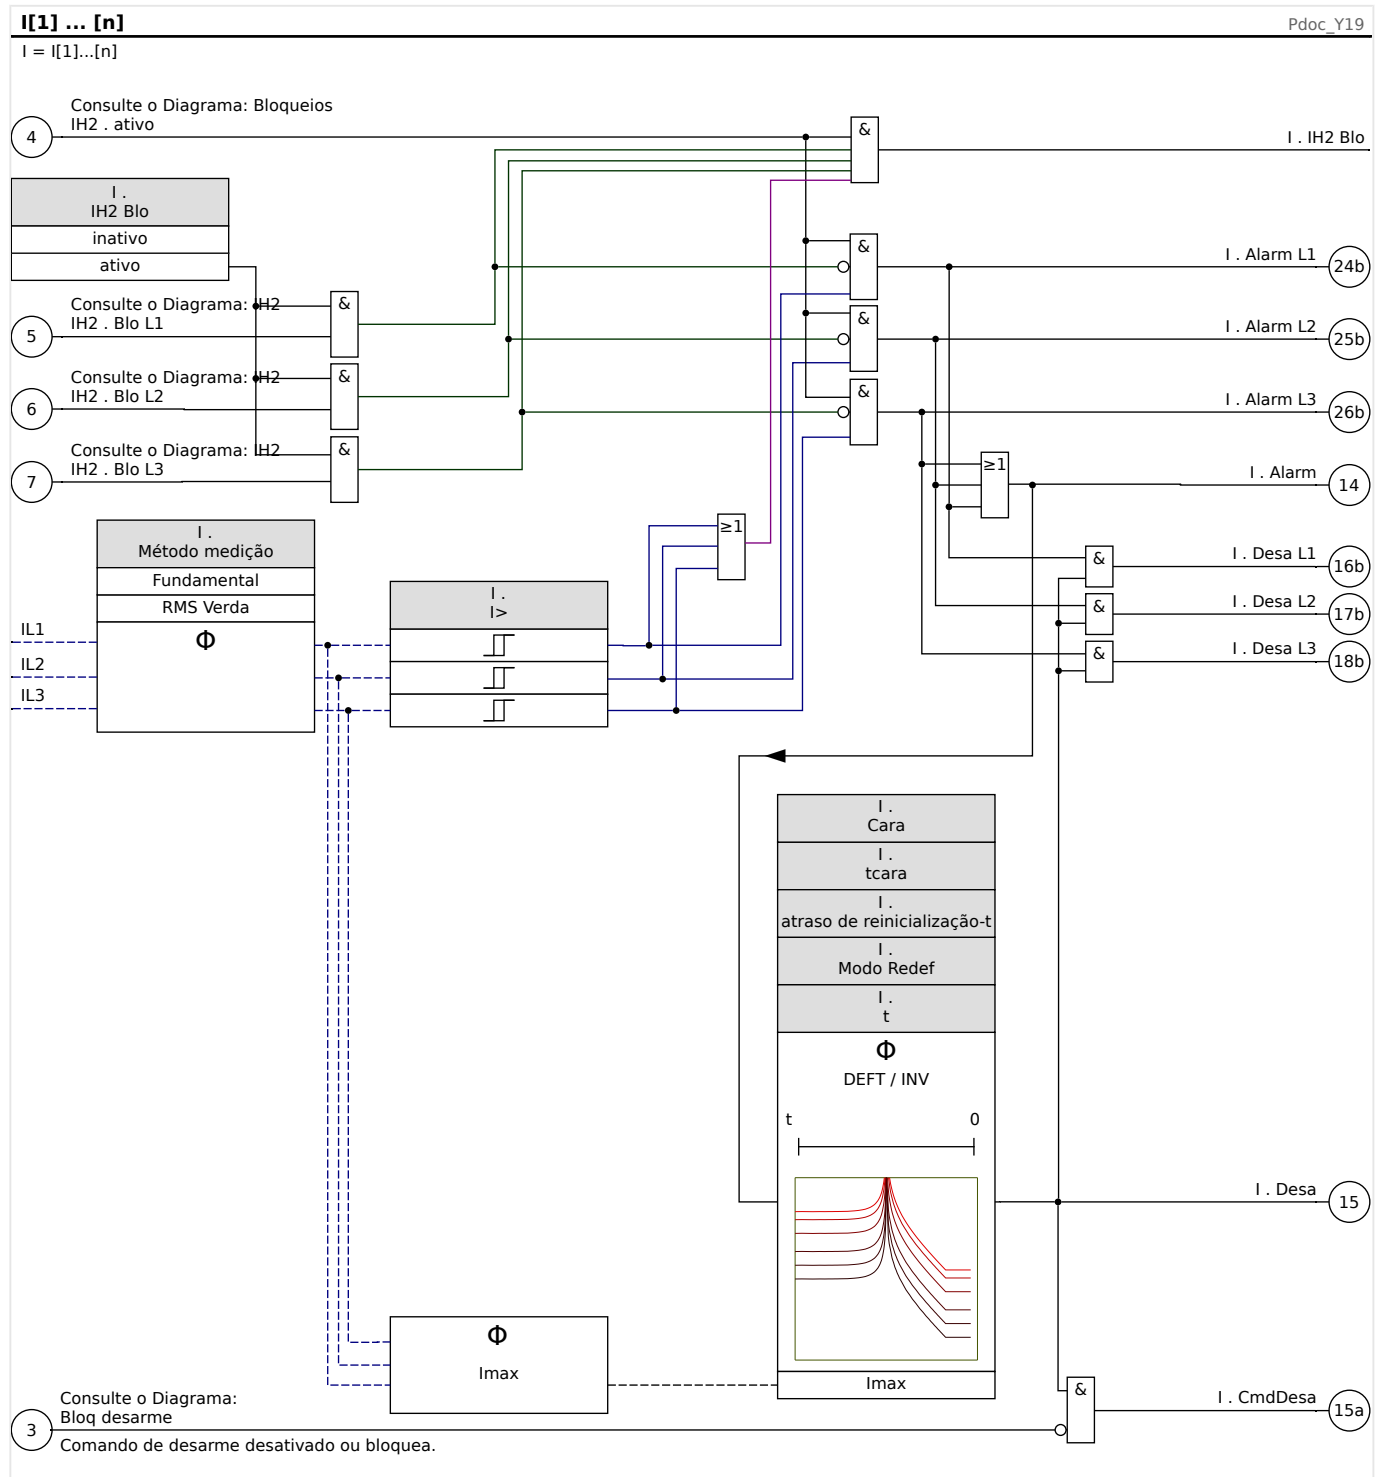 I[1] ... [n]
Pdoc_Y19
I = I[1]...[n]
Consulte o Diagrama: Bloqueios
IH2 . ativo
4
&
I . IH2 Blo
I .
IH2 Blo
inativo
ativo
&
I . Alarm L1
24b
Consulte o Diagrama: IH2
IH2 . Blo L1
5
&
&
I . Alarm L2
25b
Consulte o Diagrama: IH2
IH2 . Blo L2
6
&
&
I . Alarm L3
26b
Consulte o Diagrama: IH2
IH2 . Blo L3
7
&
≥1
I . Alarm
14
I .
Método medição
Fundamental
RMS Verda
Φ
IL1
IL2
IL3
≥1
I .
I>
&
I . Desa L1
16b
&
I . Desa L2
17b
&
I . Desa L3
18b
I .
Cara
I .
tcara
I .
atraso de reinicialização-t
I .
Modo Redef
I .
t
Φ
DEFT / INV
t
0
I . Desa
15
Φ
Imax
Imax
&
I . CmdDesa
15a
Consulte o Diagrama:
Bloq desarme
3
Comando de desarme desativado ou bloquea.